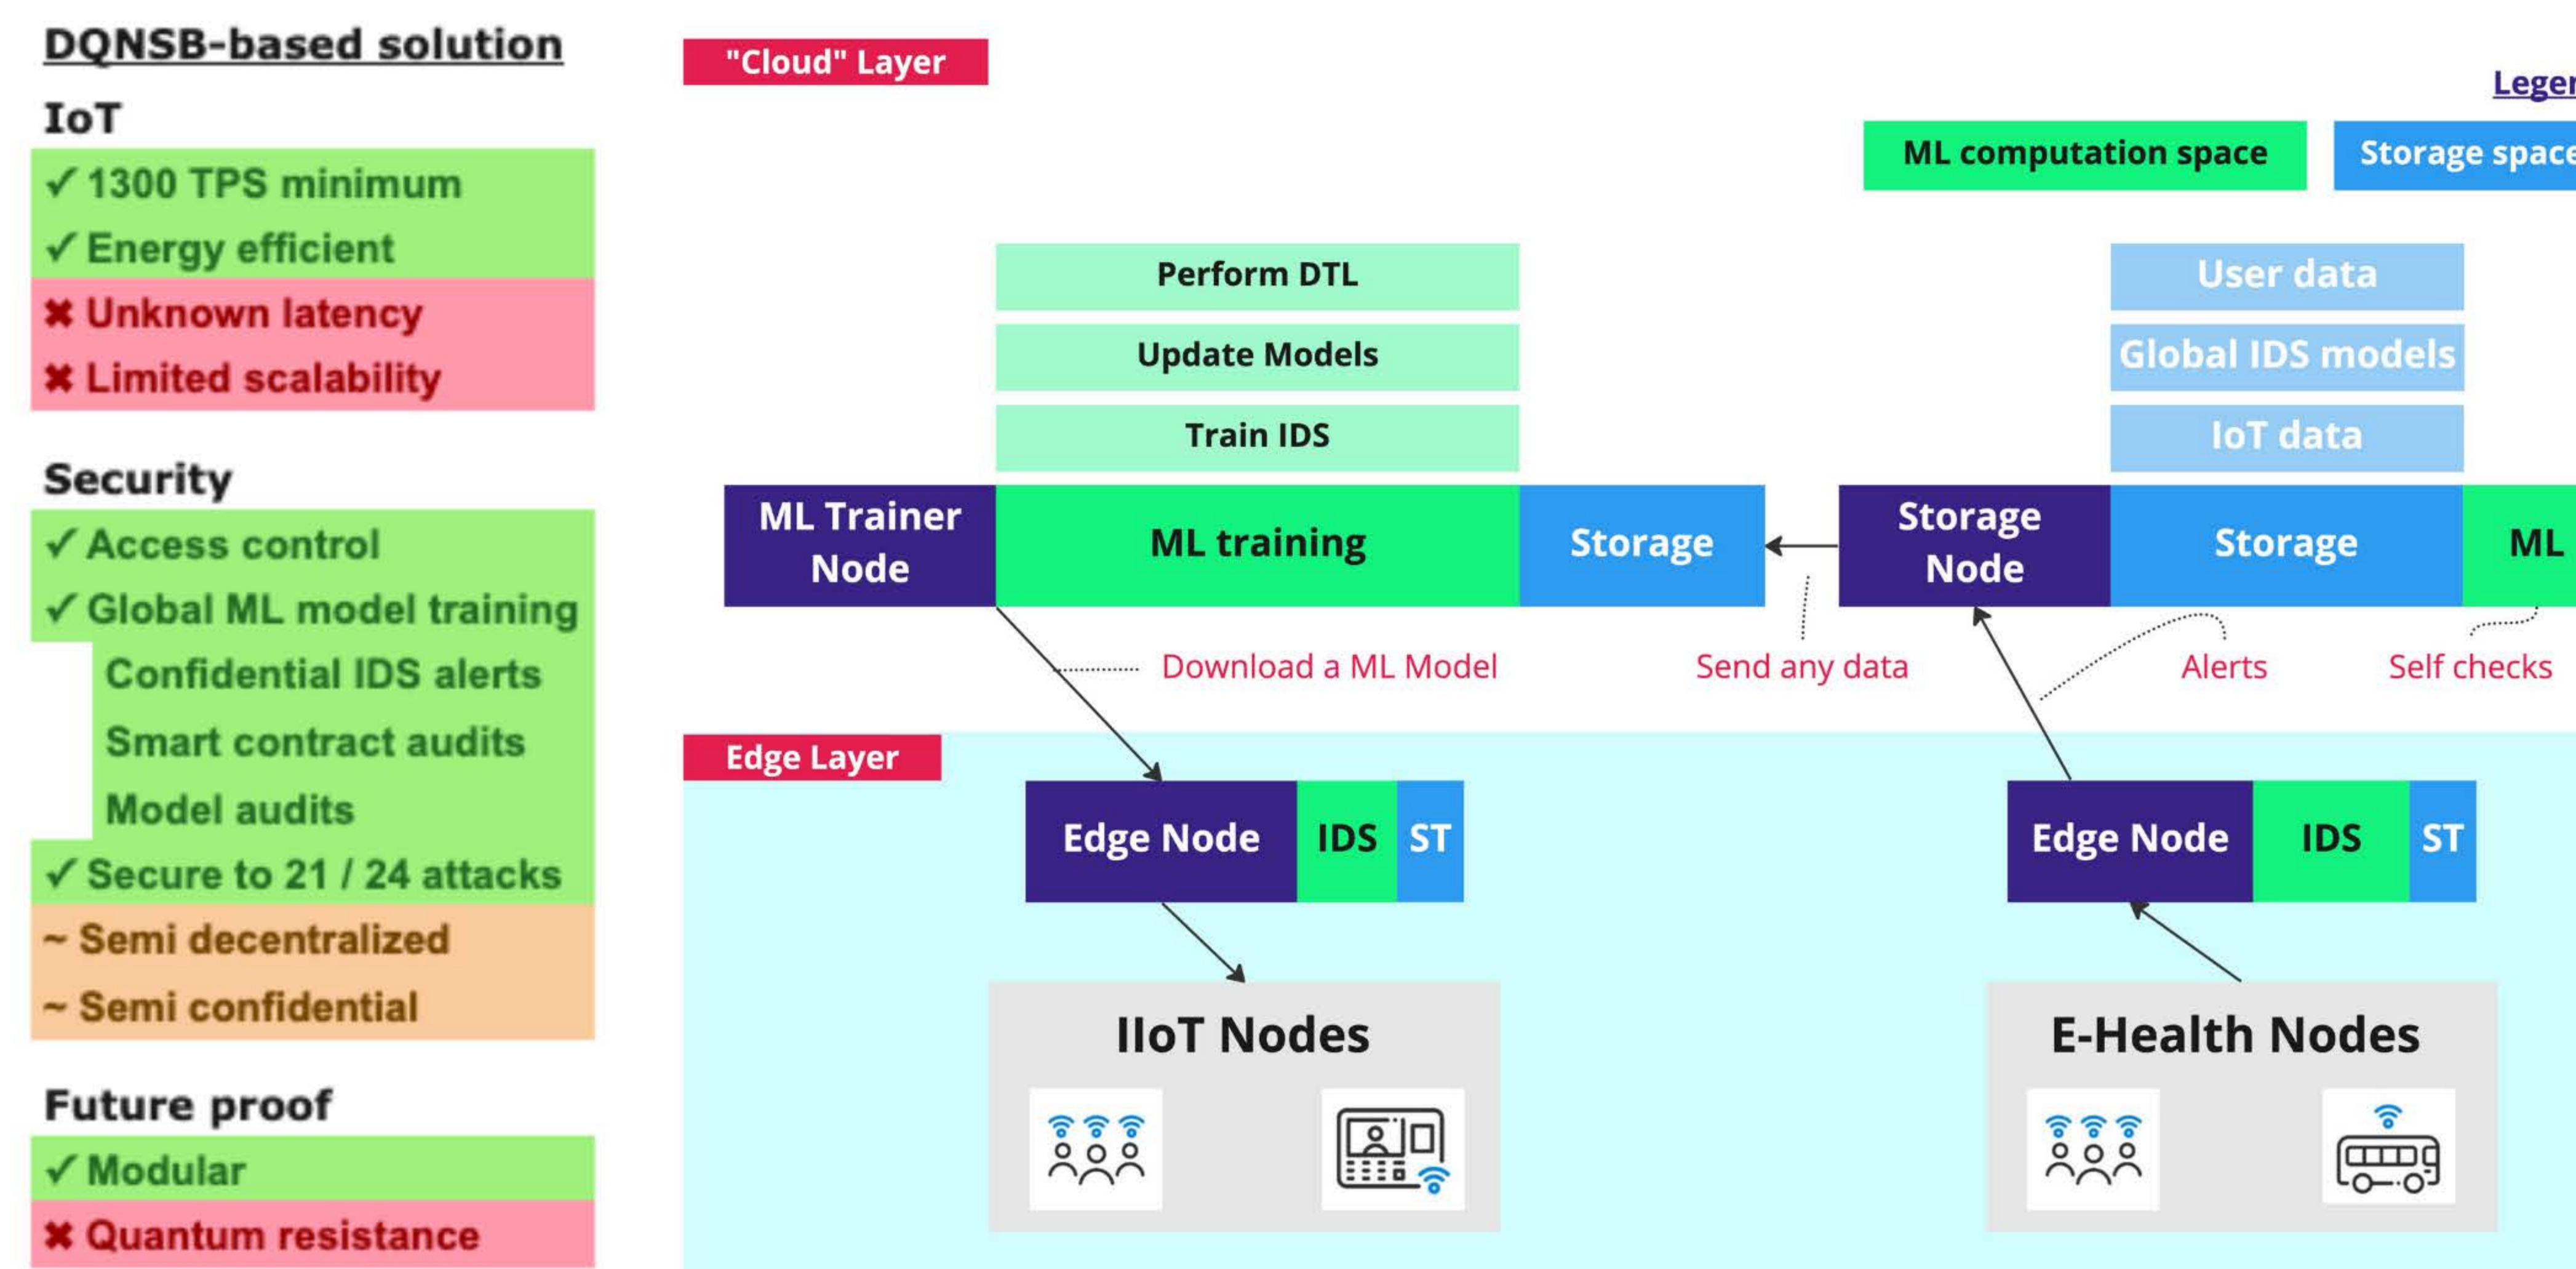 DQNSB-based solution
IoT
✓ 1300 TPS minimum
✓ Energy efficient
✖ Unknown latency
✖ Limited scalability
Security
✓ Access control
✓ Global ML model training
Confidential IDS alerts
Smart contract audits
Model audits
✓ Secure to 21 / 24 attacks
~ Semi decentralized
~ Semi confidential
Future proof
✓ Modular
✖ Quantum resistance
"Cloud" Layer
Leger
ML computation space
Storage space
Perform DTL
Update Models
Train IDS
ML Trainer
Node
ML training
Storage
User data
Global IDS models
IoT data
Storage
Node
Storage
ML
Download a ML Model
Send any data
Alerts
Self checks
Edge Layer
Edge Node
IDS
ST
Edge Node
IDS
ST
IIoT Nodes
E-Health Nodes